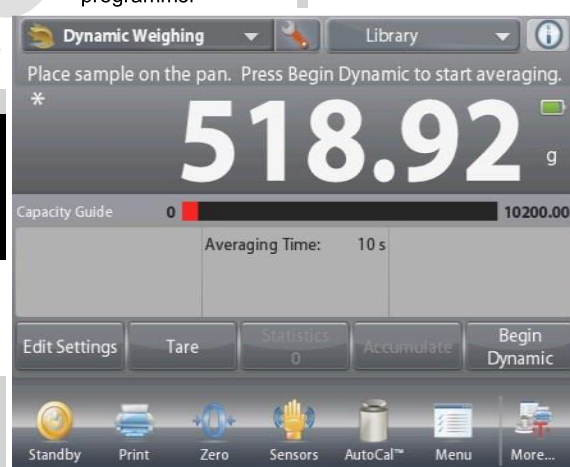 programmer
Dynamic Weighing
Library
Place sample on the pan. Press Begin Dynamic to start averaging.
*
518.92
g
Capacity Guide 0 10200.00
Averaging Time: 10 s
Edit Settings
Tare
Statistics
0
Accumulate
Begin
Dynamic
Standby
Print
Zero
Sensors
AutoCal™
Menu
More...